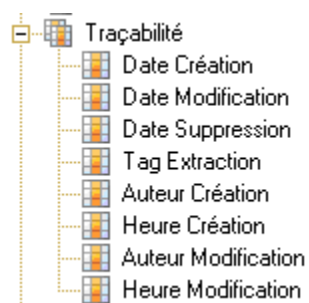 Traçabilité
Date Création
Date Modification
Date Suppression
Tag Extraction
Auteur Création
Heure Création
Auteur Modification
Heure Modification